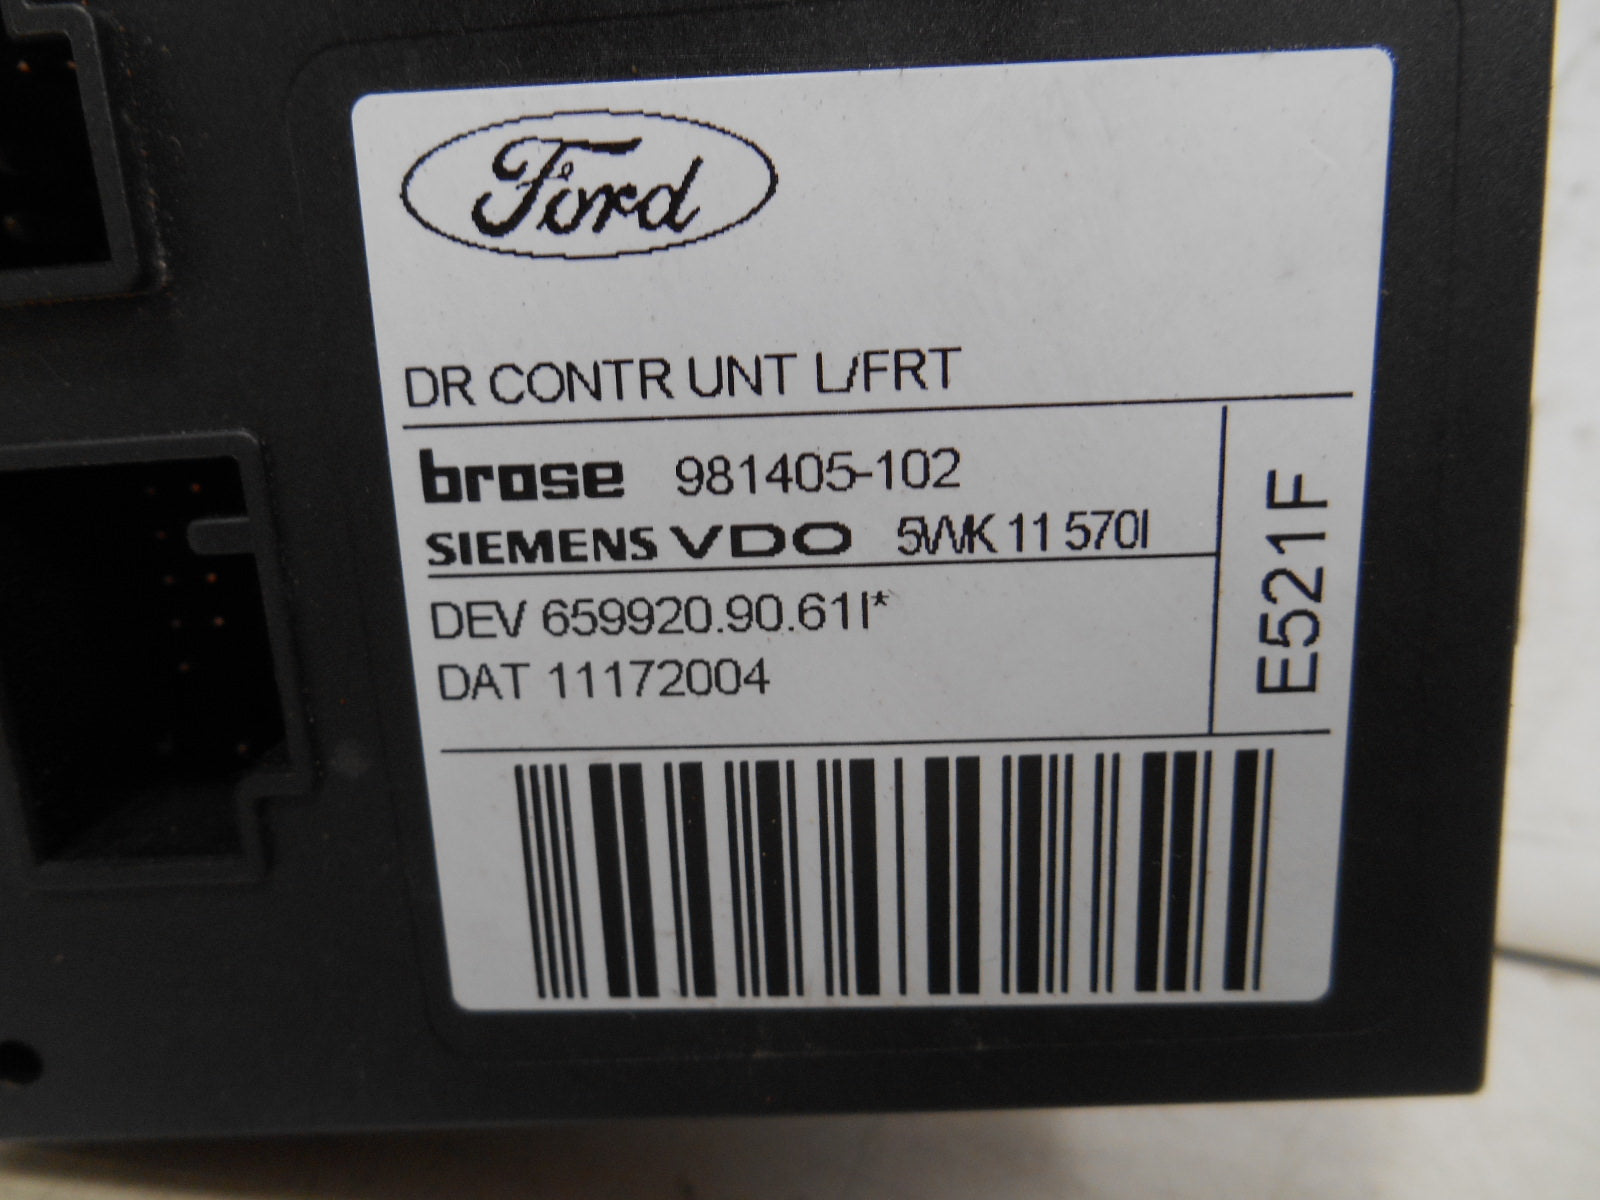 Ford
DR CONTR UNT L/FRT
brose 981405-102
SIEMENS VDO 5WK 11 570I
DEV 659920.90.61I*
DAT 11172004
E521F